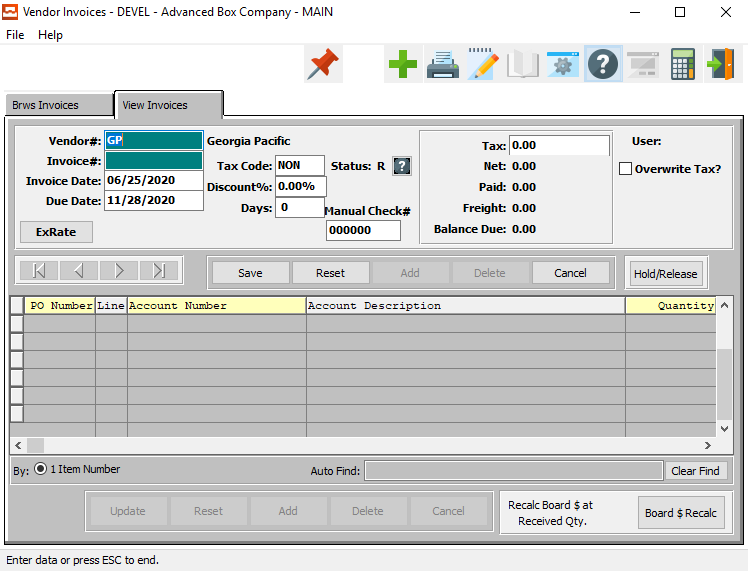 Vendor Invoices - DEVEL - Advanced Box Company - MAIN
File Help
Brws Invoices View Invoices
Vendor#: GP Georgia Pacific
Invoice#:
Invoice Date: 06/25/2020
Due Date: 11/28/2020
ExRate
Tax Code: NON Status: R ?
Discount%: 0.00%
Days: 0
Manual Check#
000000
Tax: 0.00
Net: 0.00
Paid: 0.00
Freight: 0.00
Balance Due: 0.00
User:
Overwrite Tax?
Save Reset Add Delete Cancel Hold/Release
PO Number Line Account Number Account Description Quantity
By: 1 Item Number Auto Find: Clear Find
Update Reset Add Delete Cancel
Recalc Board $ at
Received Qty.
Board $ Recalc
Enter data or press ESC to end.